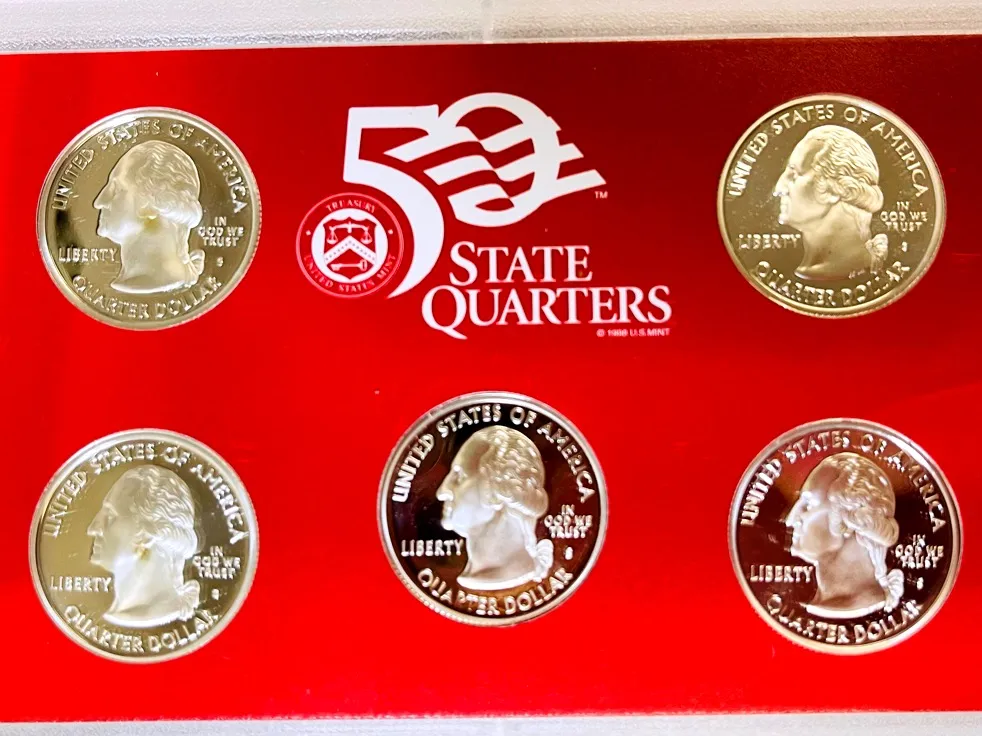 UNITED STATES OF AMERICA
LIBERTY
IN
GOD WE
TRUST
S
QUARTER DOLLAR
50
TM
TREASURY
UNITED STATES MINT
STATE
QUARTERS
© 1999 U.S. MINT
UNITED STATES OF AMERICA
LIBERTY
IN
GOD WE
TRUST
S
QUARTER DOLLAR
UNITED STATES OF AMERICA
LIBERTY
IN
GOD WE
TRUST
S
QUARTER DOLLAR
UNITED STATES OF AMERICA
LIBERTY
IN
GOD WE
TRUST
S
QUARTER DOLLAR
UNITED STATES OF AMERICA
LIBERTY
IN
GOD WE
TRUST
S
QUARTER DOLLAR